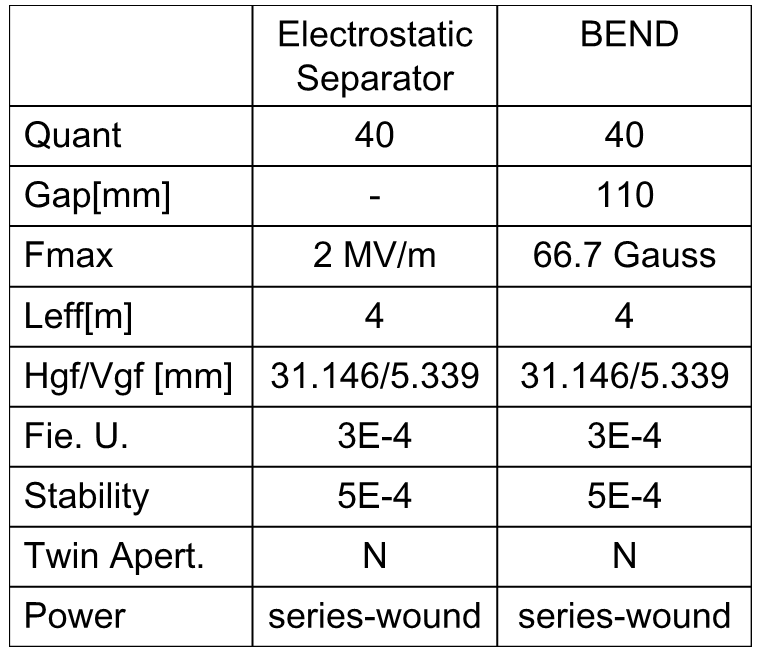 Electrostatic Separator BEND
Quant 40 40
Gap[mm] - 110
Fmax 2 MV/m 66.7 Gauss
Leff[m] 4 4
Hgf/Vgf [mm] 31.146/5.339 31.146/5.339
Fie. U. 3E-4 3E-4
Stability 5E-4 5E-4
Twin Apert. N N
Power series-wound series-wound